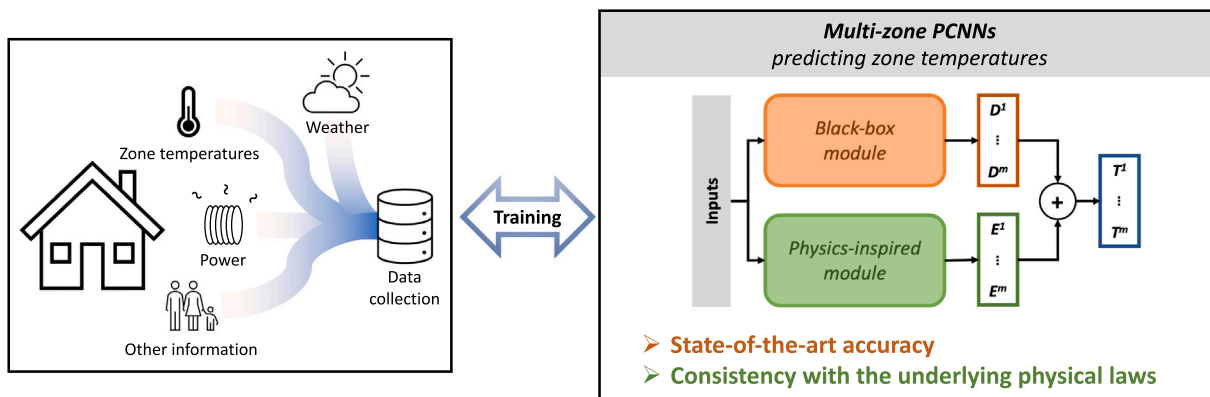 Weather
Zone temperatures
Power
Data
collection
Other information
Training
Multi-zone PCNNs
predicting zone temperatures
Inputs
Black-box
module
D¹
⋮
Dᵐ
Physics-inspired
module
E¹
⋮
Eᵐ
+
T¹
⋮
Tᵐ
➢ State-of-the-art accuracy
➢ Consistency with the underlying physical laws